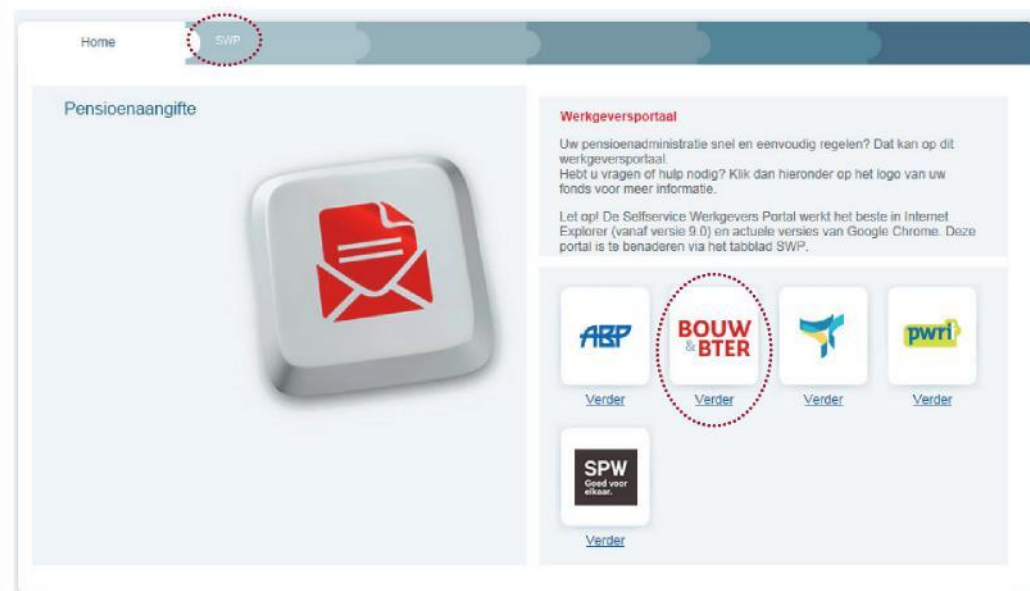 Home
SWP
Pensioenaangifte
Werkgeversportaal
Uw pensioenadministratie snel en eenvoudig regelen? Dat kan op dit
werkgeversportaal.
Hebt u vragen of hulp nodig? Klik dan hieronder op het logo van uw
fonds voor meer informatie.
Let op! De Selfservice Werkgevers Portal werkt het beste in Internet
Explorer (vanaf versie 9.0) en actuele versies van Google Chrome. Deze
portal is te benaderen via het tabblad SWP.
ABP
BOUW
& BTER
pwri
Verder
Verder
Verder
Verder
SPW
Goed voor
elkaar.
Verder